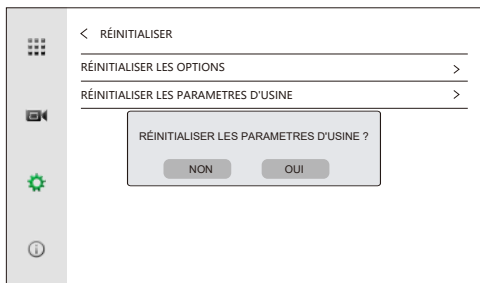 RÉINITIALISER
RÉINITIALISER LES OPTIONS
RÉINITIALISER LES PARAMETRES D'USINE
RÉINITIALISER LES PARAMETRES D'USINE ?
NON OUI